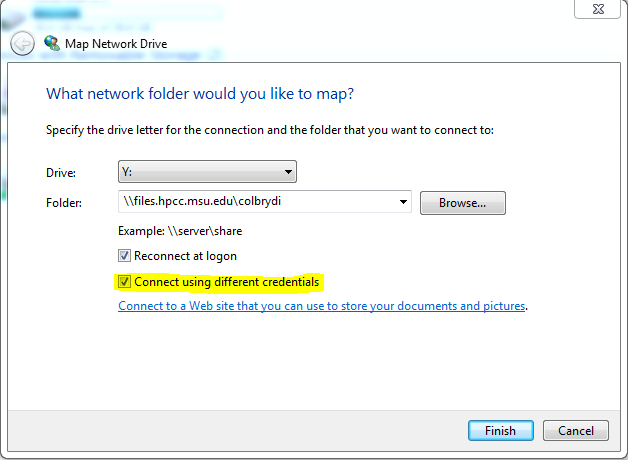 Map Network Drive
What network folder would you like to map?
Specify the drive letter for the connection and the folder that you want to connect to:
Drive: Y:
Folder: \\files.hpcc.msu.edu\colbrydi Browse...
Example: \\server\share
Reconnect at logon
Connect using different credentials
Connect to a Web site that you can use to store your documents and pictures.
Finish Cancel